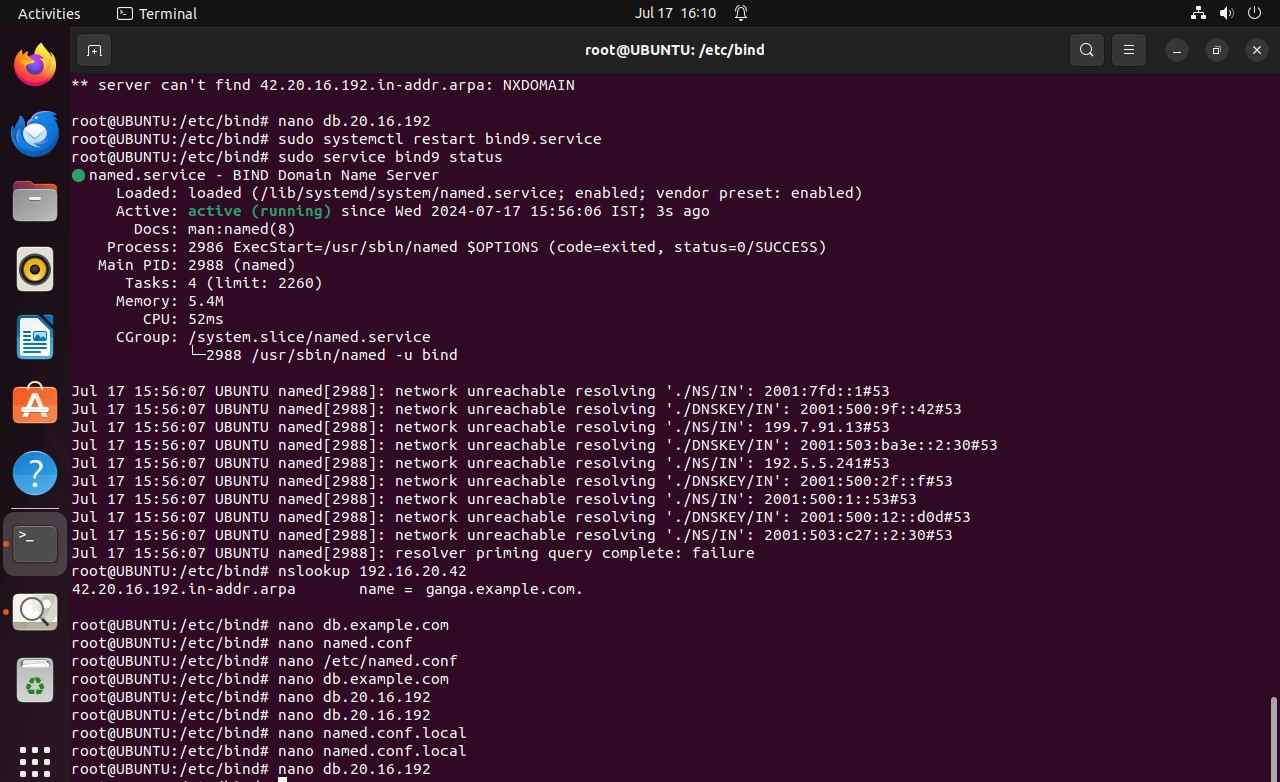 Activities
Terminal
Jul 17 16:10
root@UBUNTU: /etc/bind
** server can't find 42.20.16.192.in-addr.arpa: NXDOMAIN
root@UBUNTU:/etc/bind# nano db.20.16.192
root@UBUNTU:/etc/bind# sudo systemctl restart bind9.service
root@UBUNTU:/etc/bind# sudo service bind9 status
● named.service - BIND Domain Name Server
Loaded: loaded (/lib/systemd/system/named.service; enabled; vendor preset: enabled)
Active: active (running) since Wed 2024-07-17 15:56:06 IST; 3s ago
Docs: man:named(8)
Process: 2986 ExecStart=/usr/sbin/named $OPTIONS (code=exited, status=0/SUCCESS)
Main PID: 2988 (named)
Tasks: 4 (limit: 2260)
Memory: 5.4M
CPU: 52ms
CGroup: /system.slice/named.service
└─2988 /usr/sbin/named -u bind
Jul 17 15:56:07 UBUNTU named[2988]: network unreachable resolving './NS/IN': 2001:7fd::1#53
Jul 17 15:56:07 UBUNTU named[2988]: network unreachable resolving './DNSKEY/IN': 2001:500:9f::42#53
Jul 17 15:56:07 UBUNTU named[2988]: network unreachable resolving './NS/IN': 199.7.91.13#53
Jul 17 15:56:07 UBUNTU named[2988]: network unreachable resolving './DNSKEY/IN': 2001:503:ba3e::2:30#53
Jul 17 15:56:07 UBUNTU named[2988]: network unreachable resolving './NS/IN': 192.5.5.241#53
Jul 17 15:56:07 UBUNTU named[2988]: network unreachable resolving './DNSKEY/IN': 2001:500:2f::f#53
Jul 17 15:56:07 UBUNTU named[2988]: network unreachable resolving './NS/IN': 2001:500:1::53#53
Jul 17 15:56:07 UBUNTU named[2988]: network unreachable resolving './DNSKEY/IN': 2001:500:12::d0d#53
Jul 17 15:56:07 UBUNTU named[2988]: network unreachable resolving './NS/IN': 2001:503:c27::2:30#53
Jul 17 15:56:07 UBUNTU named[2988]: resolver priming query complete: failure
root@UBUNTU:/etc/bind# nslookup 192.16.20.42
42.20.16.192.in-addr.arpa name = ganga.example.com.
root@UBUNTU:/etc/bind# nano db.example.com
root@UBUNTU:/etc/bind# nano named.conf
root@UBUNTU:/etc/bind# nano /etc/named.conf
root@UBUNTU:/etc/bind# nano db.example.com
root@UBUNTU:/etc/bind# nano db.20.16.192
root@UBUNTU:/etc/bind# nano db.20.16.192
root@UBUNTU:/etc/bind# nano named.conf.local
root@UBUNTU:/etc/bind# nano named.conf.local
root@UBUNTU:/etc/bind# nano db.20.16.192